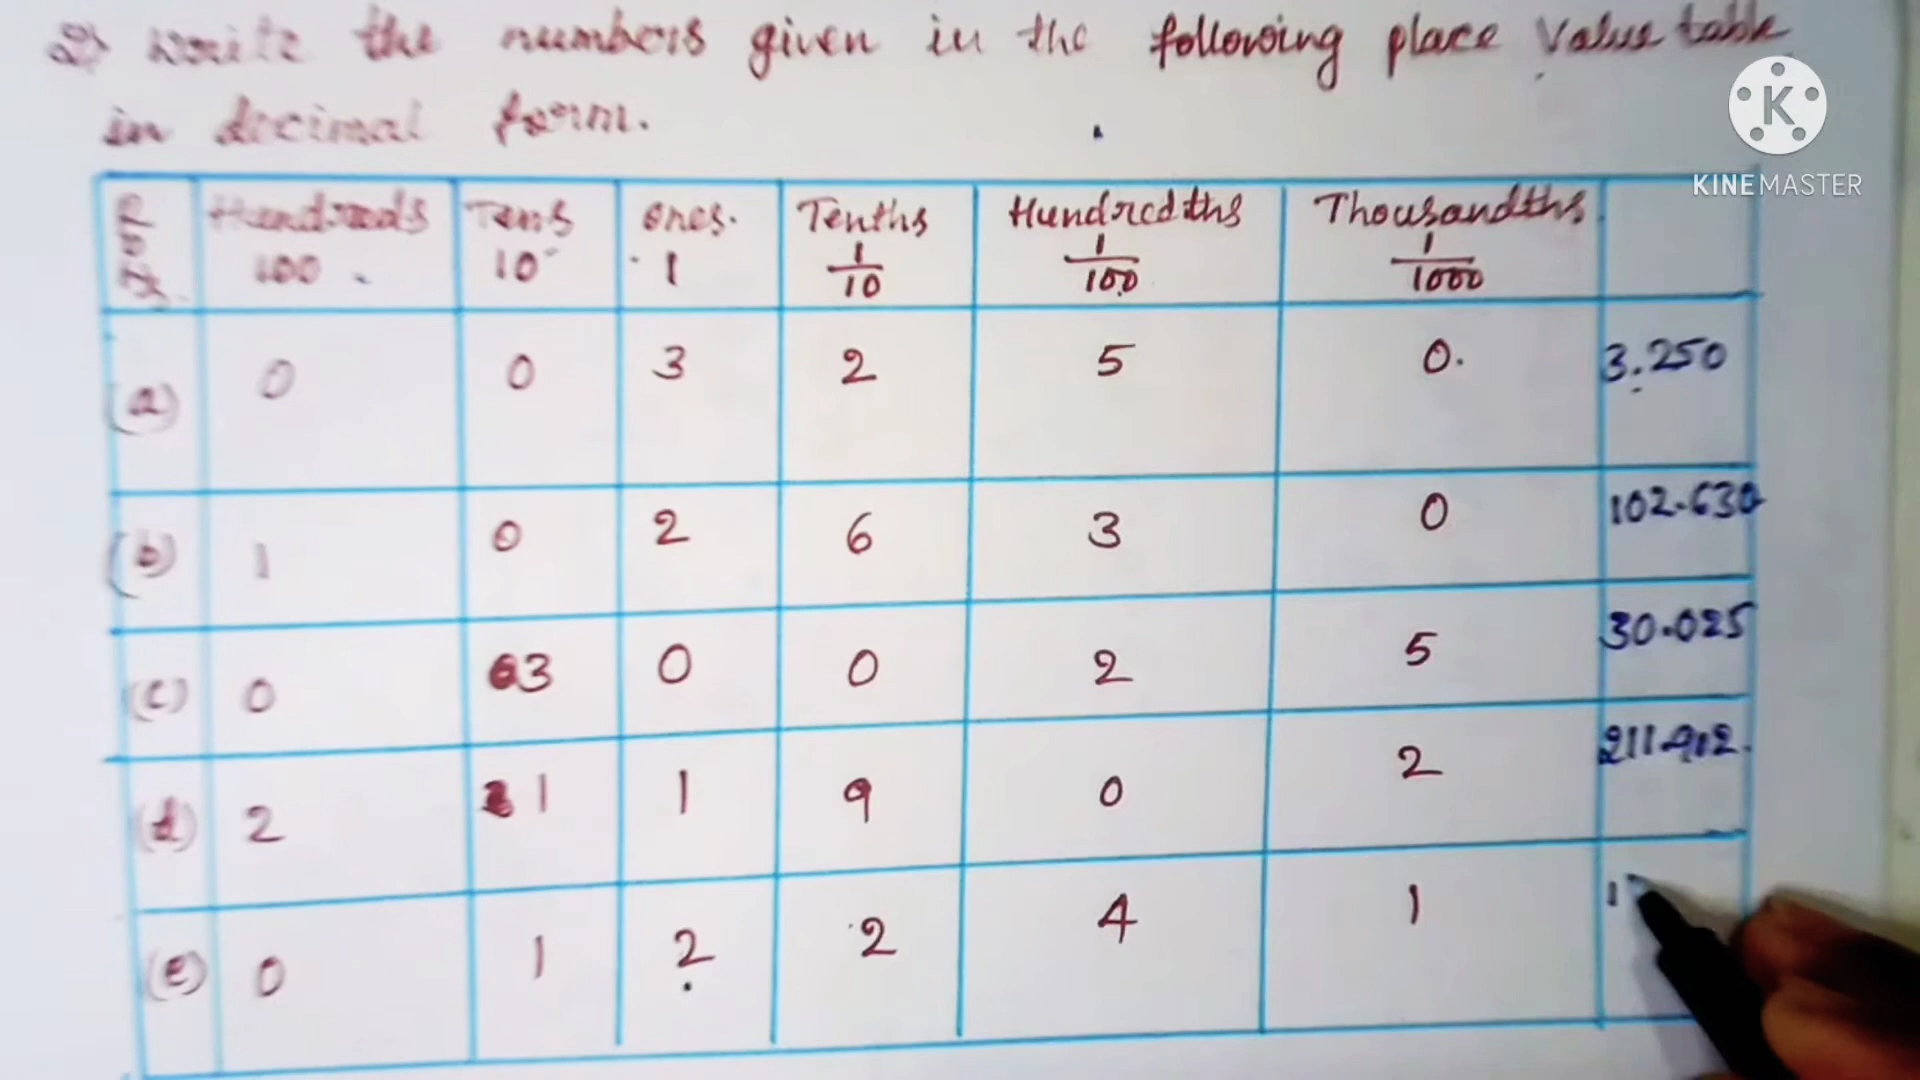 2) Write the numbers given in the following place value table
in decimal form.
KINEMASTER
Hundreds Tens Ones. Tenths Hundredths Thousandths
100 10 1 1/10 1/100 1/1000
(a) 0 0 3 2 5 0. 3.250
(b) 1 0 2 6 3 0 102.630
(c) 0 3 0 0 2 5 30.025
(d) 2 1 1 9 0 2 211.902.
(e) 0 1 2 2 4 1 1